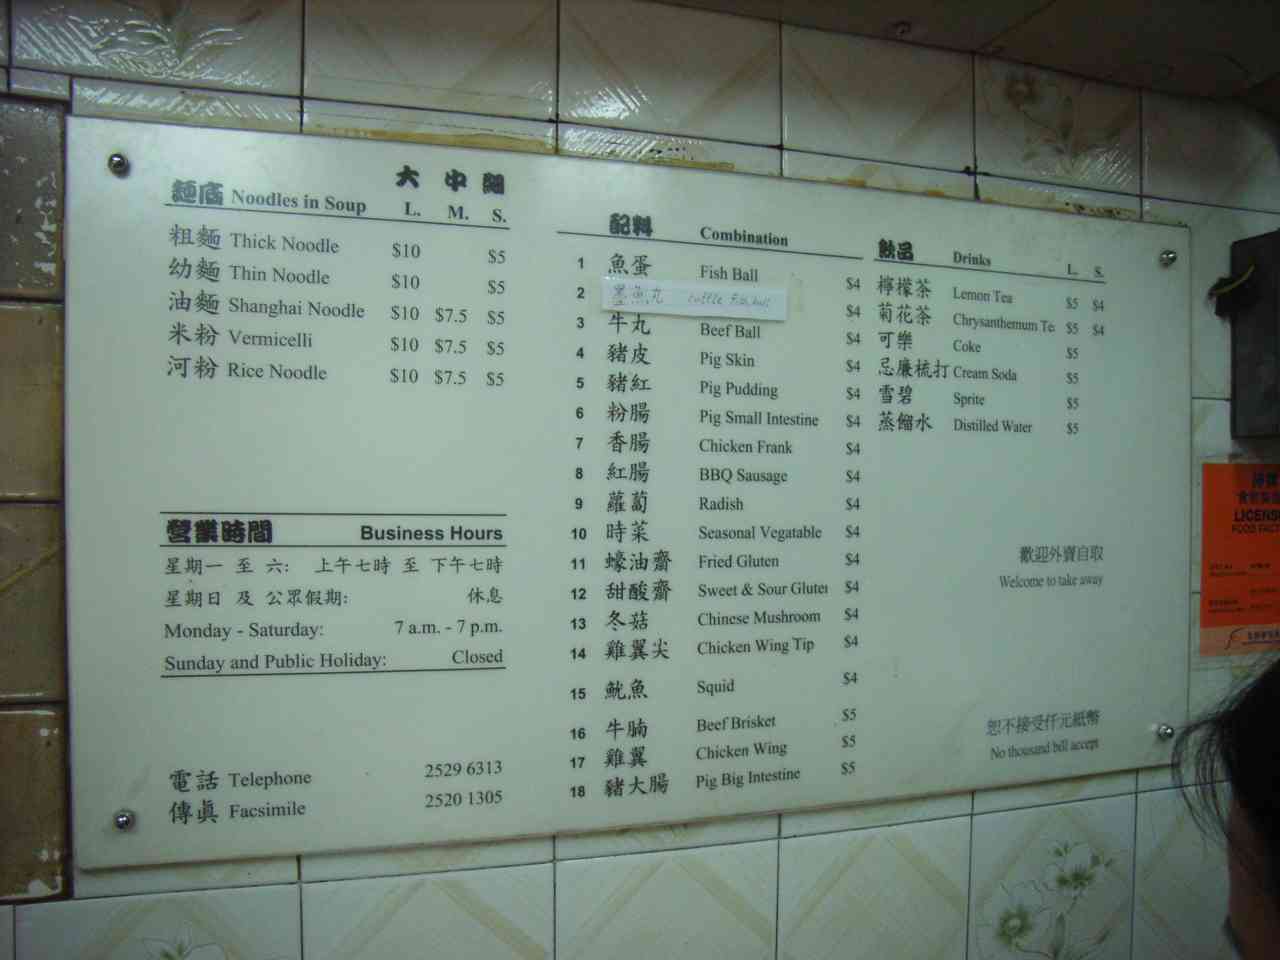 大 中 細
麵底 Noodles in Soup L. M. S.
粗麵 Thick Noodle $10 $5
幼麵 Thin Noodle $10 $5
油麵 Shanghai Noodle $10 $7.5 $5
米粉 Vermicelli $10 $7.5 $5
河粉 Rice Noodle $10 $7.5 $5
營業時間 Business Hours
星期一 至 六: 上午七時 至 下午七時
星期日 及 公眾假期: 休息
Monday - Saturday: 7 a.m. - 7 p.m.
Sunday and Public Holiday: Closed
電話 Telephone 2529 6313
傳眞 Facsimile 2520 1305
配料 Combination
1 魚蛋 Fish Ball $4
2 墨魚丸 Cuttle Fish ball $4
3 牛丸 Beef Ball $4
4 豬皮 Pig Skin $4
5 豬紅 Pig Pudding $4
6 粉腸 Pig Small Intestine $4
7 香腸 Chicken Frank $4
8 紅腸 BBQ Sausage $4
9 蘿蔔 Radish $4
10 時菜 Seasonal Vegatable $4
11 蠔油齋 Fried Gluten $4
12 甜酸齋 Sweet & Sour Gluten $4
13 冬菇 Chinese Mushroom $4
14 雞翼尖 Chicken Wing Tip $4
15 魷魚 Squid $4
16 牛腩 Beef Brisket $5
17 雞翼 Chicken Wing $5
18 豬大腸 Pig Big Intestine $5
飲品 Drinks L. S.
檸檬茶 Lemon Tea $5 $4
菊花茶 Chrysanthemum Te $5 $4
可樂 Coke $5
忌廉梳打 Cream Soda $5
雪碧 Sprite $5
蒸餾水 Distilled Water $5
歡迎外賣自取
Welcome to take away
恕不接受仟元紙幣
No thousand bill accept
LICENS
FOOD FAC